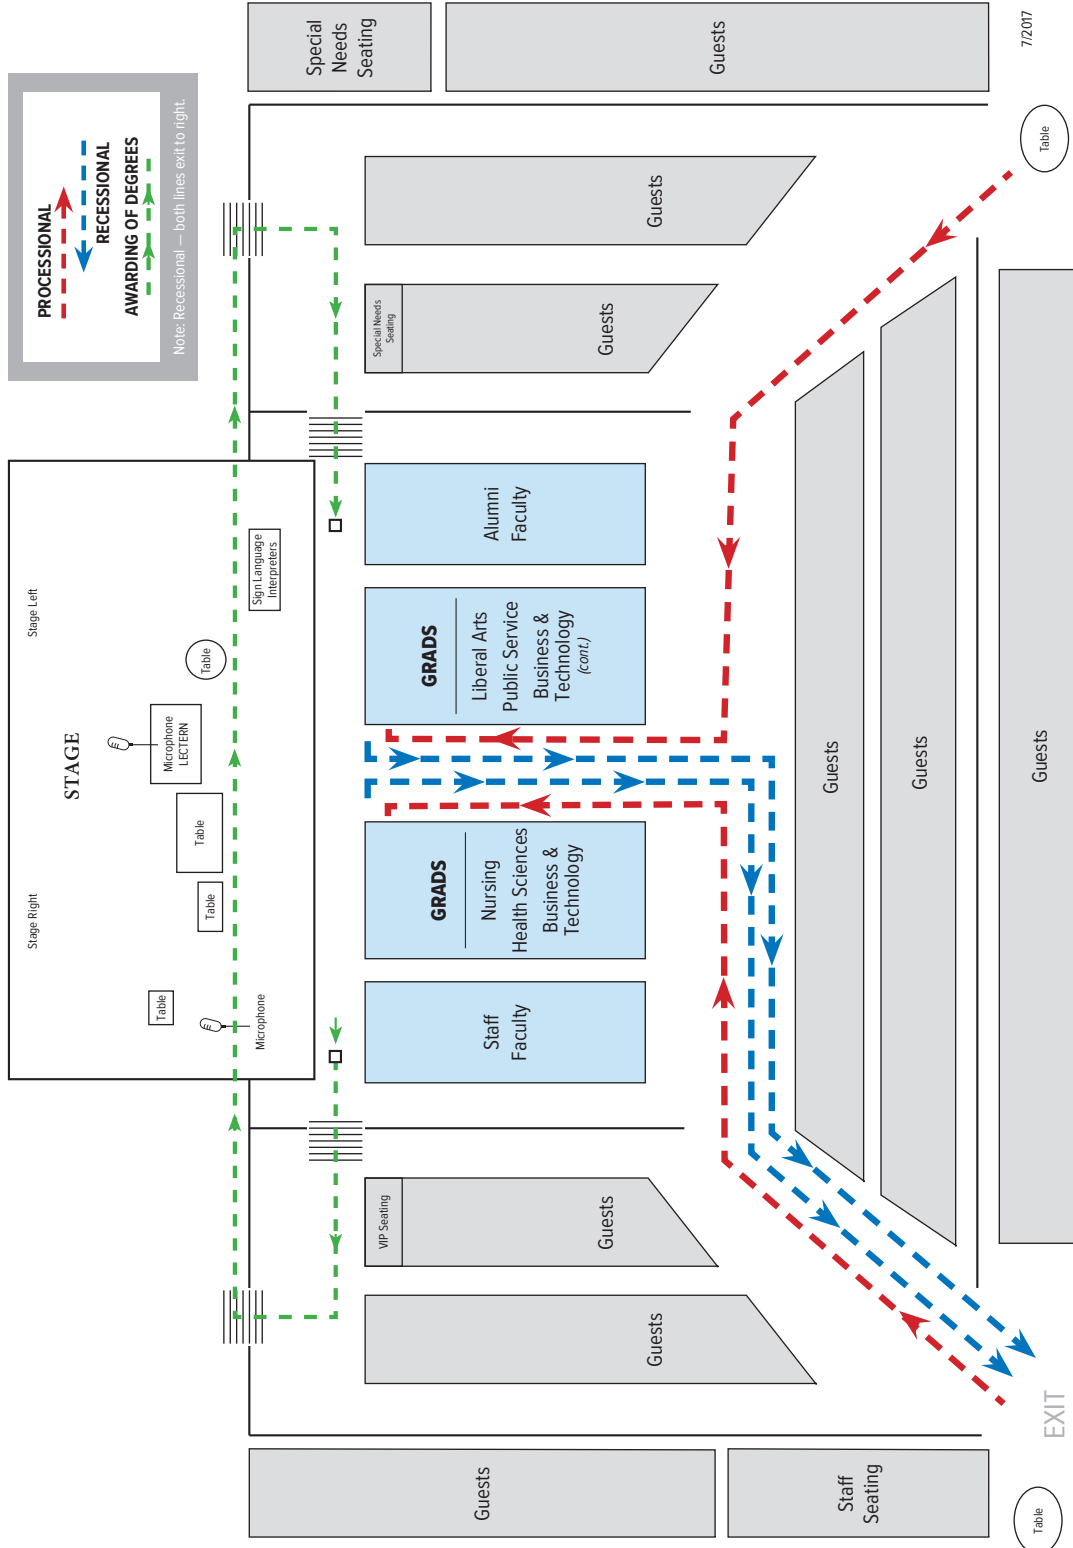 PROCESSIONAL
RECESSIONAL
AWARDING OF DEGREES
Note: Recessional — both lines exit to right.
Stage Right
Stage Left
STAGE
Table
Microphone
Table
Table
Microphone
LECTERN
Table
Sign Language
Interpreters
Special
Needs
Seating
Guests
Guests
Staff
Seating
Guests
VIP Seating
Guests
Staff
Faculty
GRADS
Nursing
Health Sciences
Business &
Technology
GRADS
Liberal Arts
Public Service
Business &
Technology
(cont.)
Alumni
Faculty
Special Needs
Seating
Guests
Guests
Guests
Guests
Guests
Table
EXIT
Table
7/2017